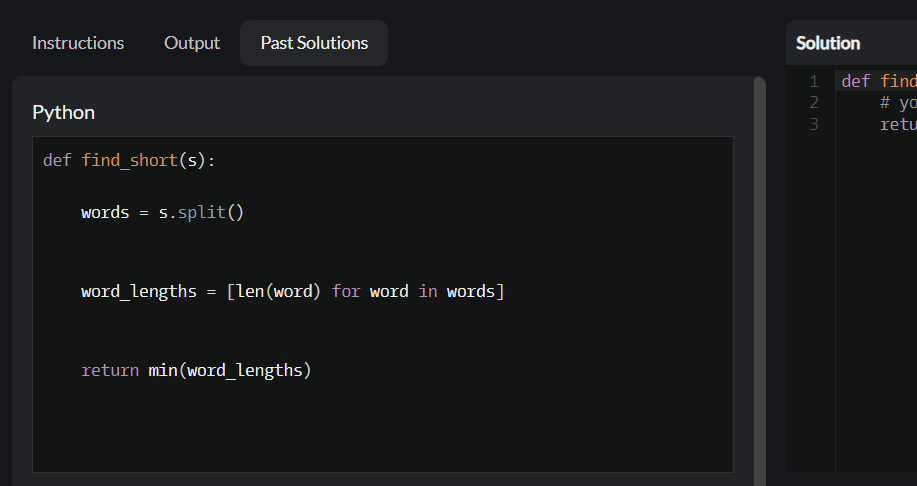 Instructions Output Past Solutions
Python
def find_short(s):
words = s.split()
word_lengths = [len(word) for word in words]
return min(word_lengths)
Solution
1 def find
2 # yo
3 retu